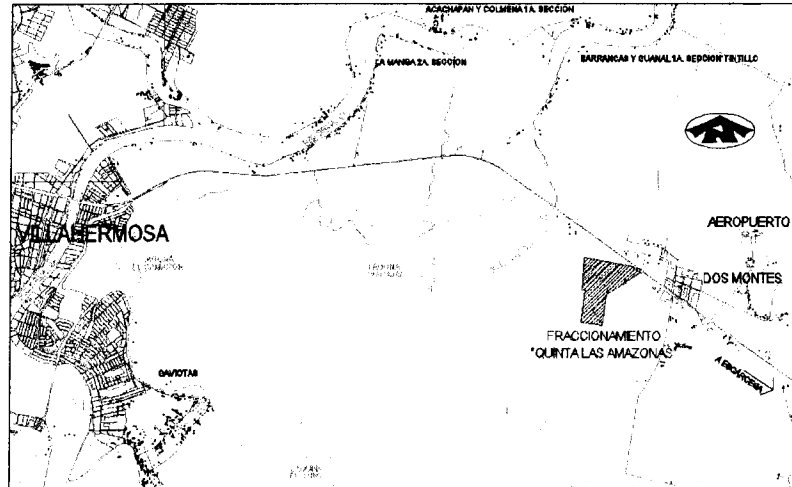 ACACHAPAN Y COLMENA 1A. SECCION
LA MANGA 2A. SECCION
BARRANCAS Y GUANAL 1A. SECCION TINTILLO
VILLAHERMOSA
AEROPUERTO
DOS MONTES
FRACCIONAMIENTO
"QUINTA LAS AMAZONAS"
GAVIOTAS